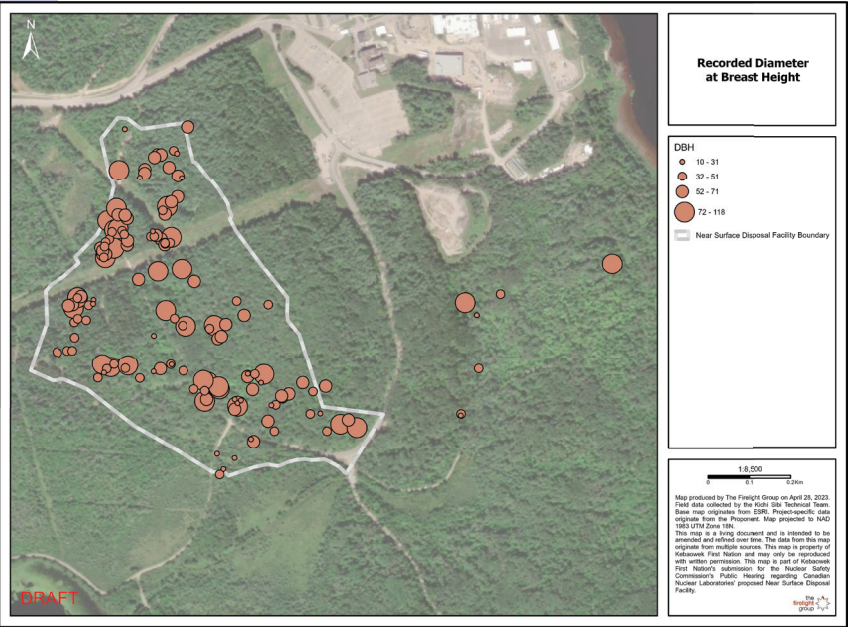 N
Recorded Diameter
at Breast Height
DBH
10 - 31
32 - 51
52 - 71
72 - 118
Near Surface Disposal Facility Boundary
1:8,500
0 0.1 0.2Km
Map produced by The Firelight Group on April 28, 2023.
Field data collected by the Kichi Sibi Technical Team.
Base map originates from ESRI. Project-specific data
originate from the Proponent. Map projected to NAD
1983 UTM Zone 18N.
This map is a living document and is intended to be
amended and refined over time. The data from this map
originate from multiple sources. This map is property of
Kebaowek First Nation and may only be reproduced
with written permission. This map is part of Kebaowek
First Nation's submission for the Nuclear Safety
Commission's Public Hearing regarding Canadian
Nuclear Laboratories' proposed Near Surface Disposal
Facility.
the
firelight
group
DRAFT